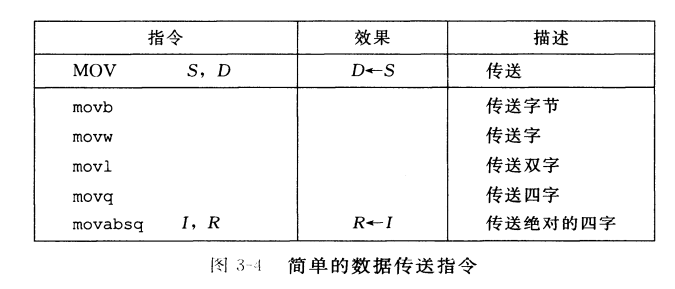 指令 效果 描述
MOV S, D D←S 传送
movb 传送字节
movw 传送字
movl 传送双字
movq 传送四字
movabsq I, R R←I 传送绝对的四字
图 3-4 简单的数据传送指令